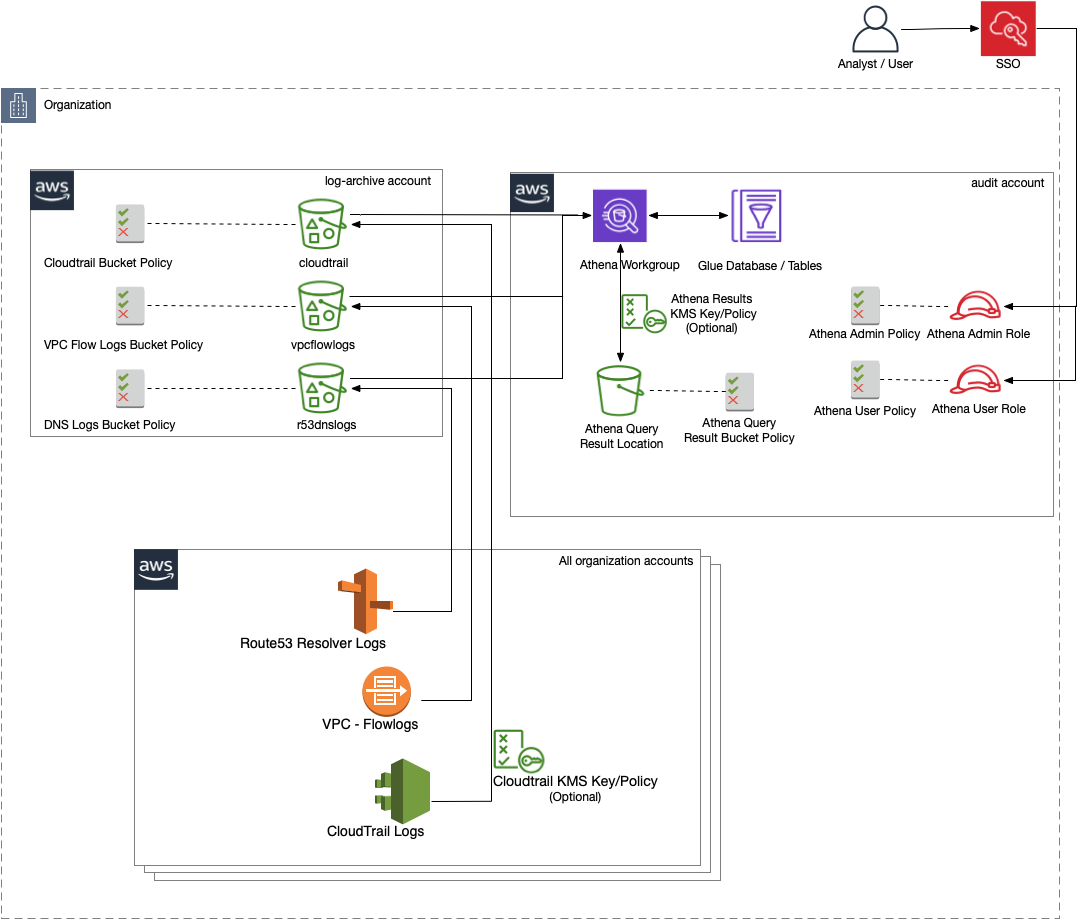 Analyst / User
SSO
Organization
aws
log-archive account
Cloudtrail Bucket Policy
cloudtrail
VPC Flow Logs Bucket Policy
vpcflowlogs
DNS Logs Bucket Policy
r53dnslogs
aws
audit account
Athena Workgroup
Glue Database / Tables
Athena Results
KMS Key/Policy
(Optional)
Athena Admin Policy
Athena Admin Role
Athena User Policy
Athena User Role
Athena Query
Result Location
Athena Query
Result Bucket Policy
aws
All organization accounts
Route53 Resolver Logs
VPC - Flowlogs
Cloudtrail KMS Key/Policy
(Optional)
CloudTrail Logs